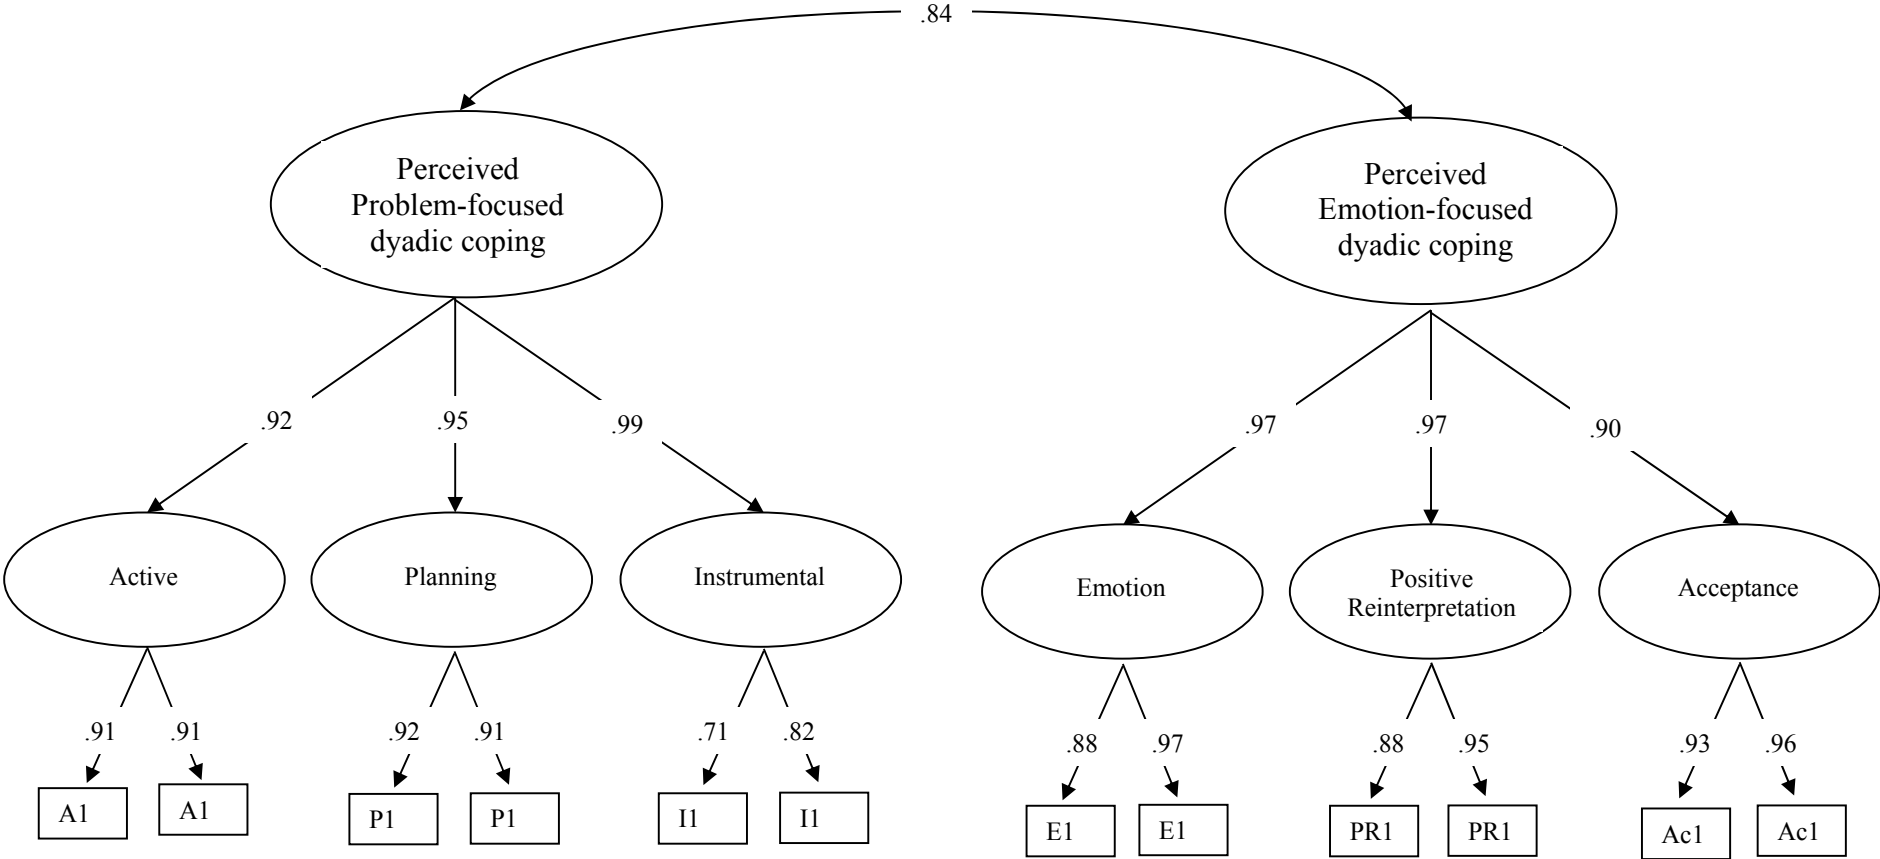 .84
Perceived
Problem-focused
dyadic coping
Perceived
Emotion-focused
dyadic coping
.92
.95
.99
.97
.97
.90
Active
Planning
Instrumental
Emotion
Positive
Reinterpretation
Acceptance
.91
.91
.92
.91
.71
.82
.88
.97
.88
.95
.93
.96
A1
A1
P1
P1
I1
I1
E1
E1
PR1
PR1
Ac1
Ac1